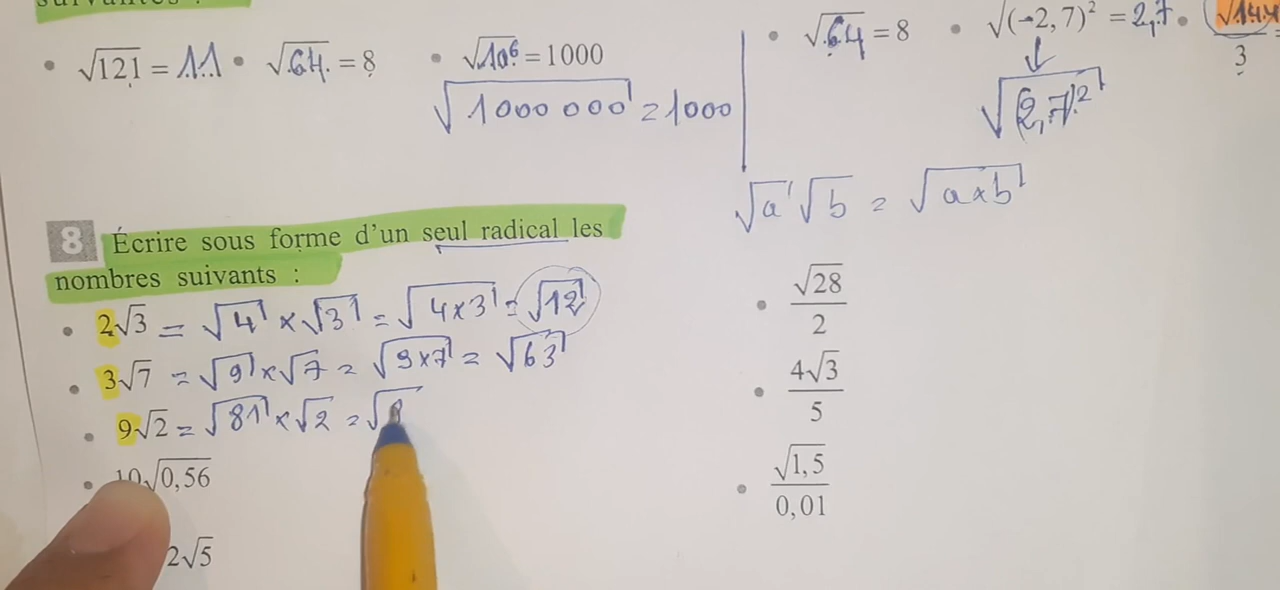 suivantes :
• √121 = 11 • √64 = 8 • √10⁶ = 1000
√1000 000 = 1000
• √64 = 8 • √(-2,7)² = 2,7 • √144
3
√(2,7)²
√a √b = √a×b
8 Écrire sous forme d'un seul radical les
nombres suivants :
• 2√3 = √4 × √3 = √4×3 = √12
• 3√7 = √9 × √7 = √9×7 = √63
• 9√2 = √81 × √2 = √8
• 10√0,56
2√5
• √28/2
• 4√3/5
• √1,5/0,01